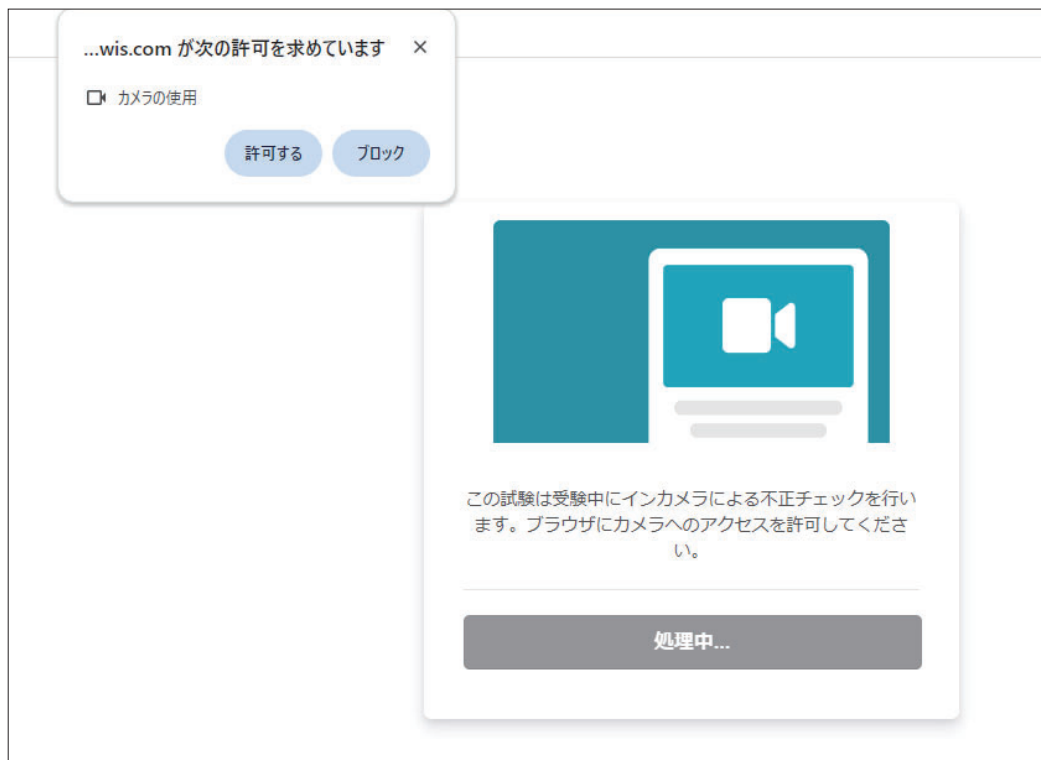 ...wis.com が次の許可を求めています
カメラの使用
許可する ブロック
この試験は受験中にインカメラによる不正チェックを行い
ます。ブラウザにカメラへのアクセスを許可してくださ
い。
処理中...